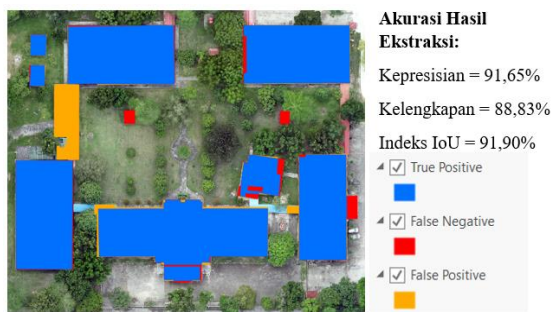 Akurasi Hasil
Ekstraksi:
Kepresisian = 91,65%
Kelengkapan = 88,83%
Indeks IoU = 91,90%
True Positive
False Negative
False Positive